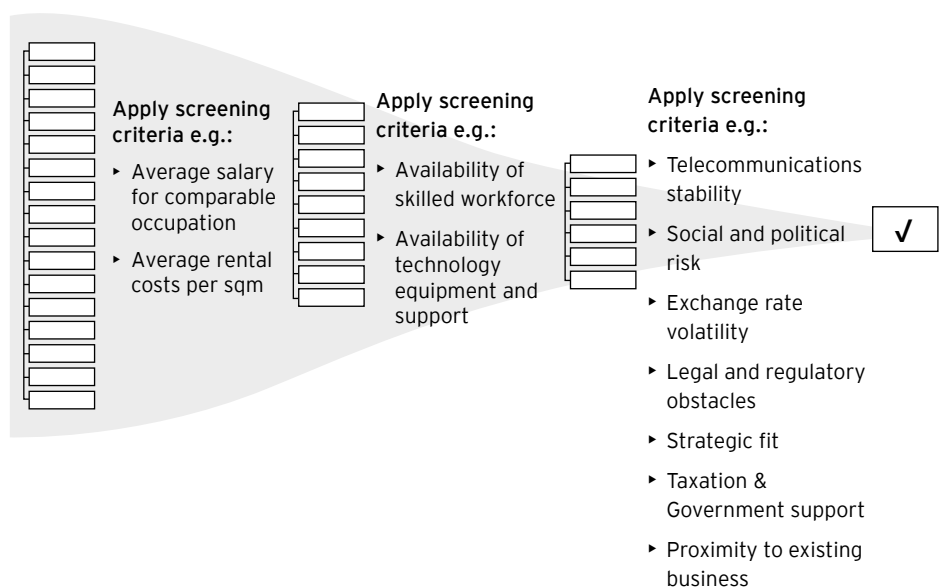 Apply screening
criteria e.g.:
‣ Average salary
for comparable
occupation
‣ Average rental
costs per sqm
Apply screening
criteria e.g.:
‣ Availability of
skilled workforce
‣ Availability of
technology
equipment and
support
Apply screening
criteria e.g.:
‣ Telecommunications
stability
‣ Social and political
risk
‣ Exchange rate
volatility
‣ Legal and regulatory
obstacles
‣ Strategic fit
‣ Taxation &
Government support
‣ Proximity to existing
business
√